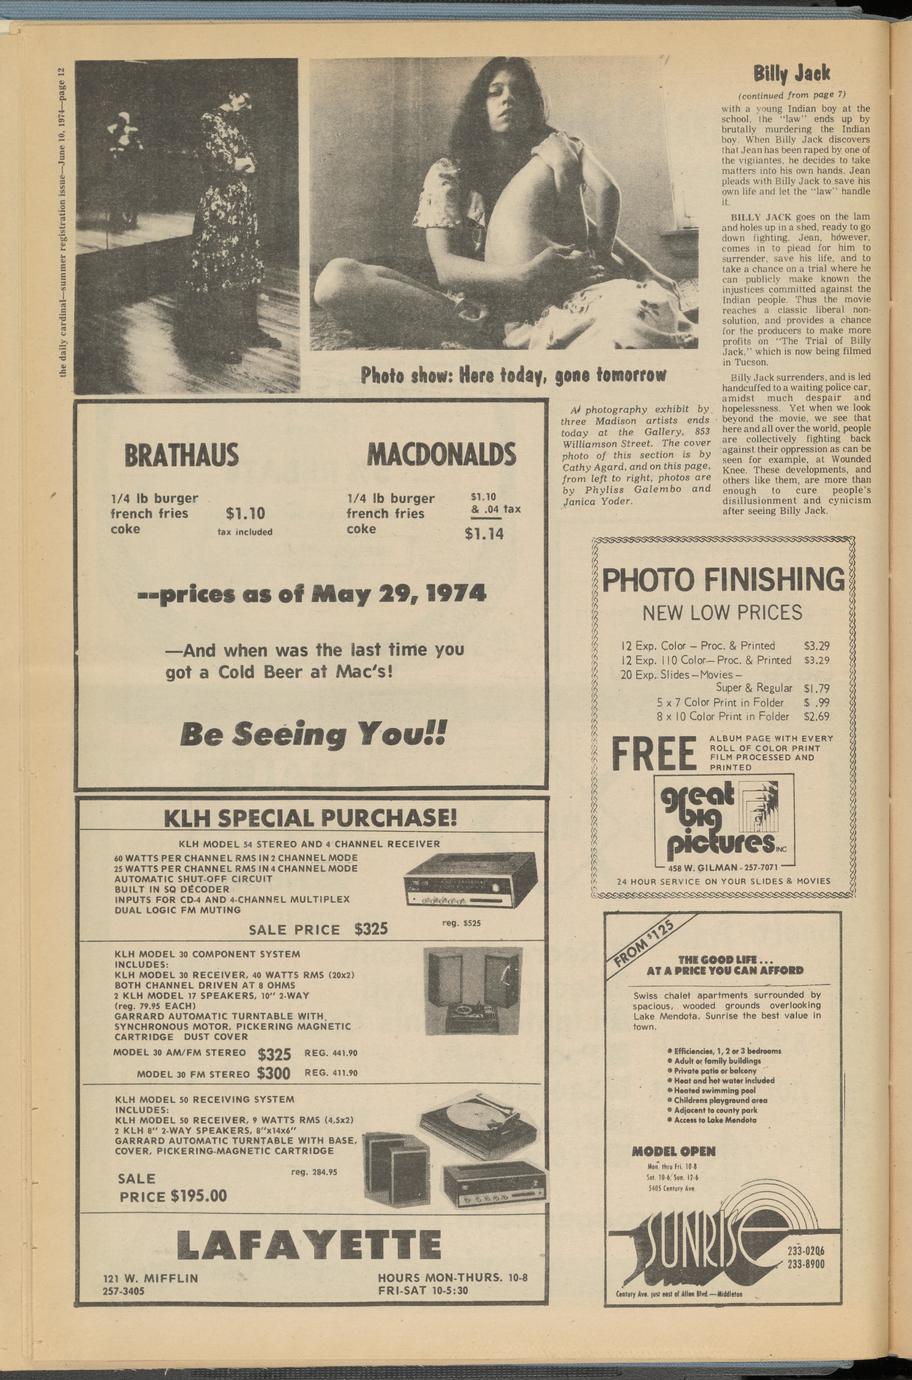 the daily cardinal—summer registration issue—June 10, 1974—page 12
Photo show: Here today, gone tomorrow
A photography exhibit by
three Madison artists ends
today at the Gallery, 853
Williamson Street. The cover
photo of this section is by
Cathy Agard, and on this page,
from left to right, photos are
by Phyliss Galembo and
Janica Yoder.
Billy Jack
(continued from page 7)
with a young Indian boy at the
school, the "law" ends up by
brutally murdering the Indian
boy. When Billy Jack discovers
that Jean has been raped by one of
the vigilantes, he decides to take
matters into his own hands. Jean
pleads with Billy Jack to save his
own life and let the "law" handle
it.
BILLY JACK goes on the lam
and holes up in a shed, ready to go
down fighting. Jean, however,
comes in to plead for him to
surrender, save his life, and to
take a chance on a trial where he
can publicly make known the
injustices committed against the
Indian people. Thus the movie
reaches a classic liberal non-
solution, and provides a chance
for the producers to make more
profits on "The Trial of Billy
Jack," which is now being filmed
in Tucson.
Billy Jack surrenders, and is led
handcuffed to a waiting police car,
amidst much despair and
hopelessness. Yet when we look
beyond the movie, we see that
here and all over the world, people
are collectively fighting back
against their oppression as can be
seen for example, at Wounded
Knee. These developments, and
others like them, are more than
enough to cure people's
disillusionment and cynicism
after seeing Billy Jack.
BRATHAUS
1/4 lb burger
french fries $1.10
coke tax included
MACDONALDS
1/4 lb burger $1.10
french fries & .04 tax
coke $1.14
--prices as of May 29, 1974
—And when was the last time you
got a Cold Beer at Mac's!
Be Seeing You!!
KLH SPECIAL PURCHASE!
KLH MODEL 54 STEREO AND 4 CHANNEL RECEIVER
60 WATTS PER CHANNEL RMS IN 2 CHANNEL MODE
25 WATTS PER CHANNEL RMS IN 4 CHANNEL MODE
AUTOMATIC SHUT-OFF CIRCUIT
BUILT IN SQ DECODER
INPUTS FOR CD-4 AND 4-CHANNEL MULTIPLEX
DUAL LOGIC FM MUTING
SALE PRICE $325
reg. $525
KLH MODEL 30 COMPONENT SYSTEM
INCLUDES:
KLH MODEL 30 RECEIVER, 40 WATTS RMS (20x2)
BOTH CHANNEL DRIVEN AT 8 OHMS
2 KLH MODEL 17 SPEAKERS, 10" 2-WAY
(reg. 79.95 EACH)
GARRARD AUTOMATIC TURNTABLE WITH
SYNCHRONOUS MOTOR, PICKERING MAGNETIC
CARTRIDGE DUST COVER
MODEL 30 AM/FM STEREO $325 REG. 441.90
MODEL 30 FM STEREO $300 REG. 411.90
KLH MODEL 50 RECEIVING SYSTEM
INCLUDES:
KLH MODEL 50 RECEIVER, 9 WATTS RMS (4,5x2)
2 KLH 8" 2-WAY SPEAKERS, 8"x14x6"
GARRARD AUTOMATIC TURNTABLE WITH BASE,
COVER, PICKERING-MAGNETIC CARTRIDGE
reg. 284.95
SALE
PRICE $195.00
LAFAYETTE
121 W. MIFFLIN
257-3405
HOURS MON-THURS. 10-8
FRI-SAT 10-5:30
PHOTO FINISHING
NEW LOW PRICES
12 Exp. Color – Proc. & Printed $3.29
12 Exp. 110 Color— Proc. & Printed $3.29
20 Exp. Slides – Movies –
Super & Regular $1.79
5 x 7 Color Print in Folder $ .99
8 x 10 Color Print in Folder $2.69
FREE
ALBUM PAGE WITH EVERY
ROLL OF COLOR PRINT
FILM PROCESSED AND
PRINTED
great
big
pictures INC
458 W. GILMAN - 257-7071
24 HOUR SERVICE ON YOUR SLIDES & MOVIES
FROM $125
THE GOOD LIFE...
AT A PRICE YOU CAN AFFORD
Swiss chalet apartments surrounded by
spacious, wooded grounds overlooking
Lake Mendota. Sunrise the best value in
town.
• Efficiencies, 1, 2 or 3 bedrooms
• Adult or family buildings
• Private patio or balcony
• Heat and hot water included
• Heated swimming pool
• Childrens playground area
• Adjacent to county park
• Access to Lake Mendota
MODEL OPEN
Mon. thru Fri. 10-8
Sat. 10-6, Sun. 12-6
5405 Century Ave.
SUNRISE
233-0206
233-8900
Century Ave. just east of Allen Blvd.—Middleton